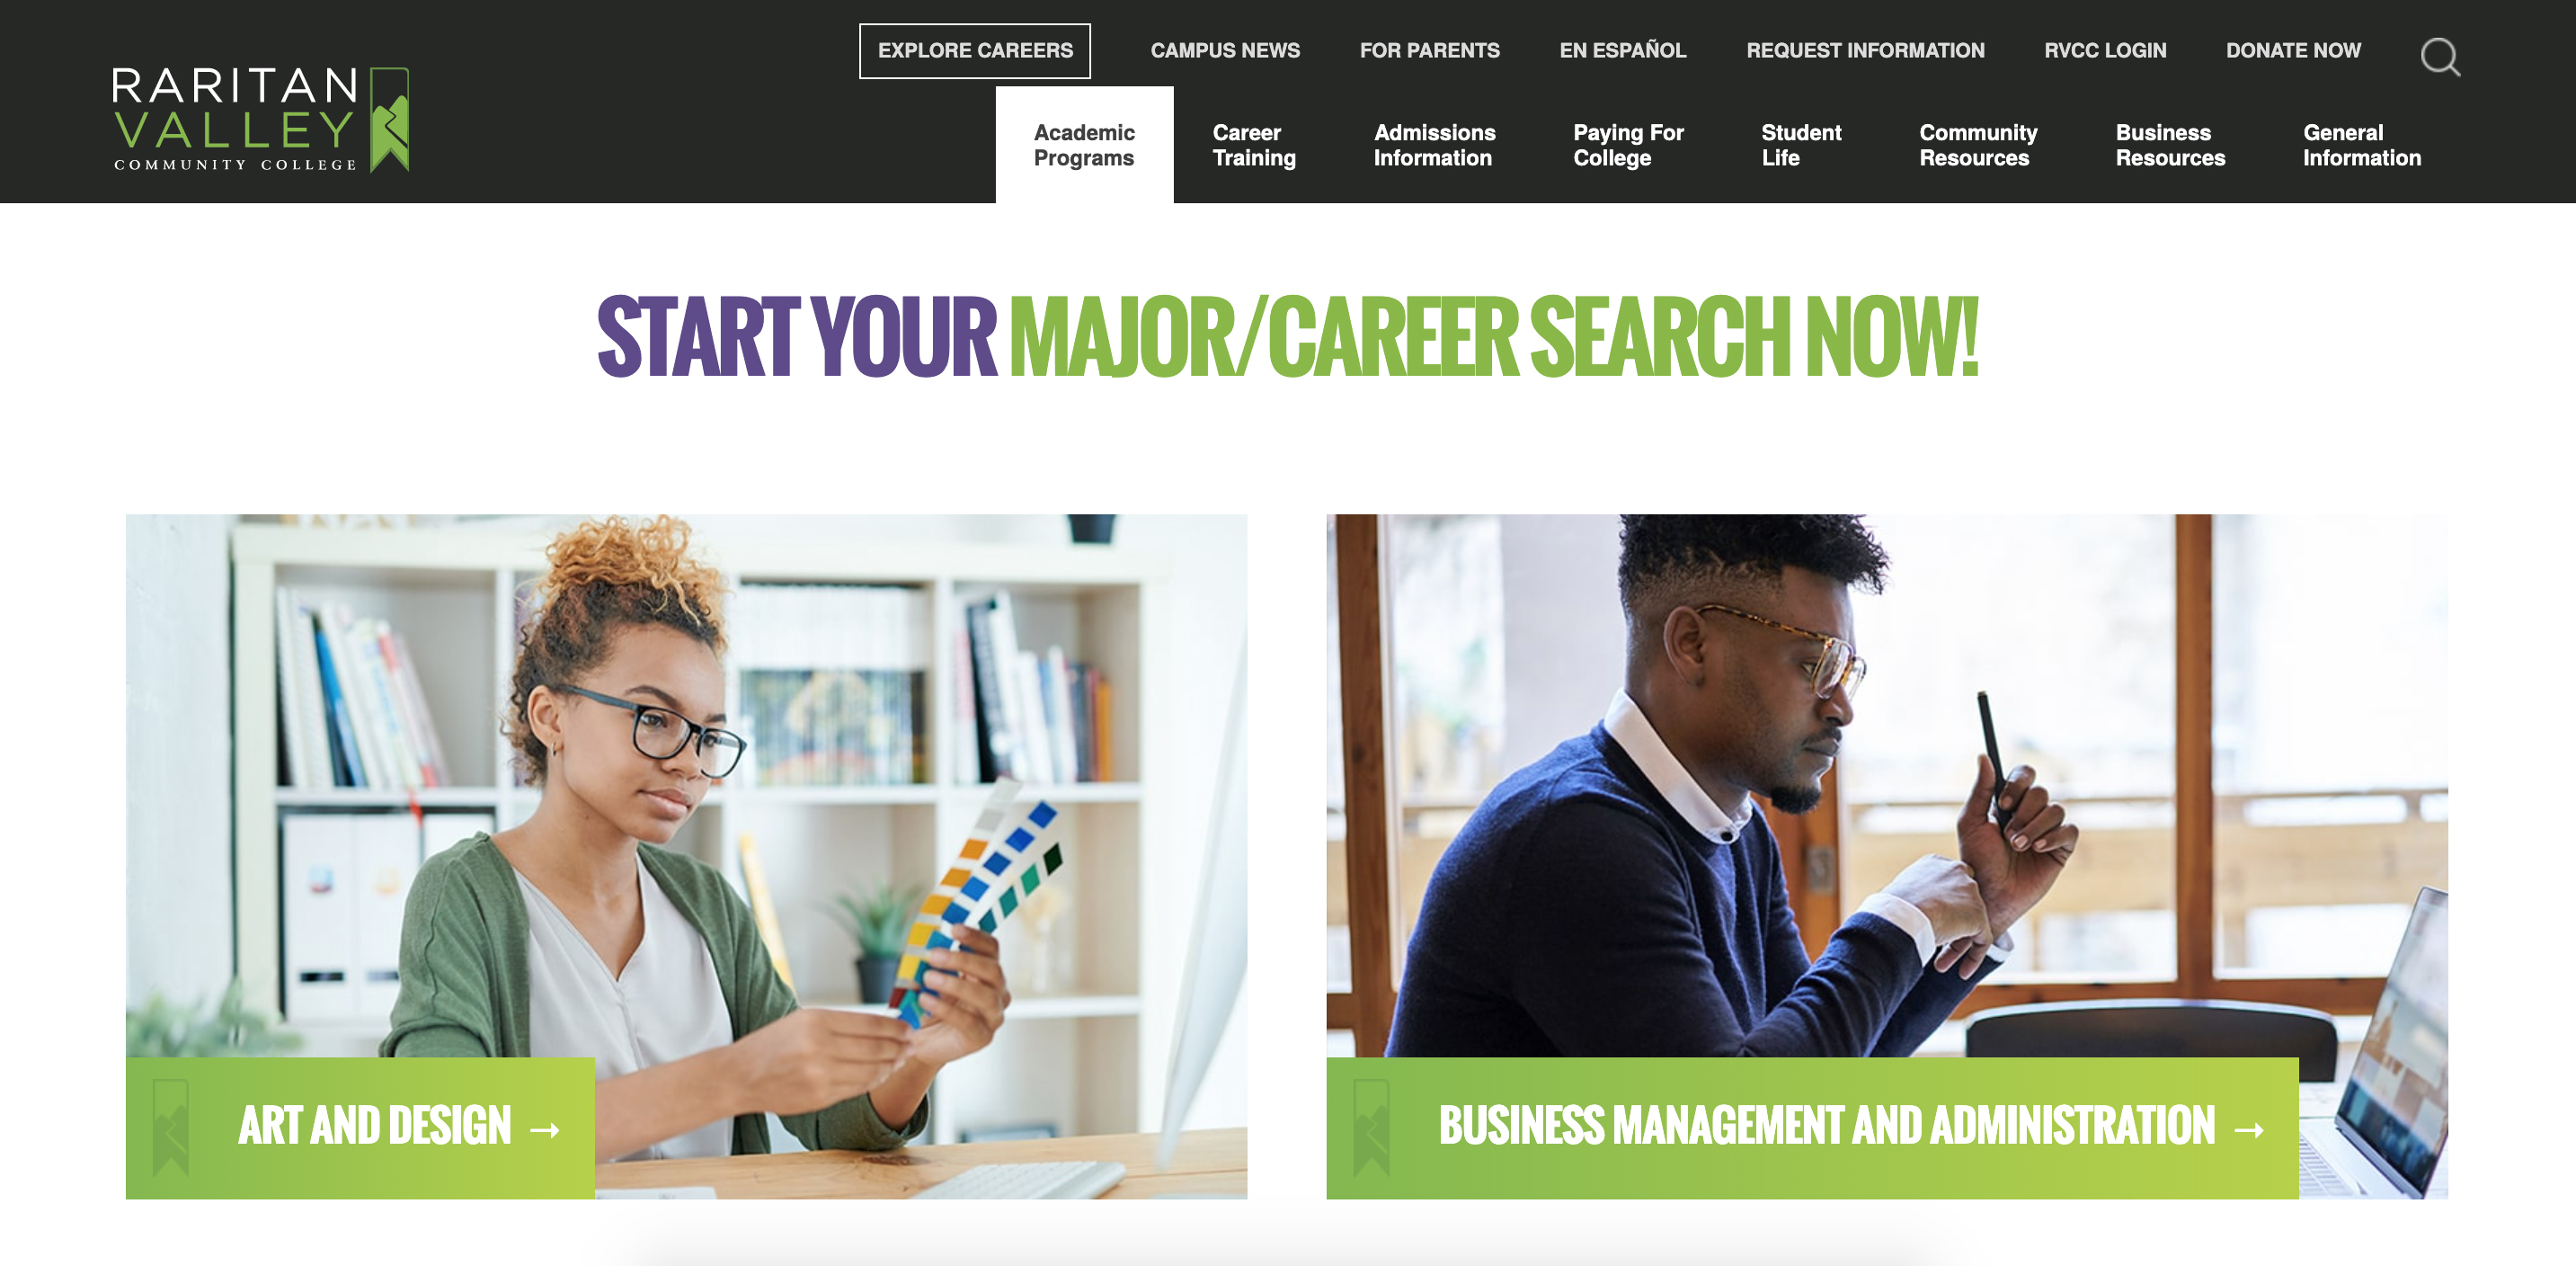 EXPLORE CAREERS
CAMPUS NEWS
FOR PARENTS
EN ESPAÑOL
REQUEST INFORMATION
RVCC LOGIN
DONATE NOW
RARITAN
VALLEY
COMMUNITY COLLEGE
Academic
Programs
Career
Training
Admissions
Information
Paying For
College
Student
Life
Community
Resources
Business
Resources
General
Information
START YOUR MAJOR/CAREER SEARCH NOW!
ART AND DESIGN →
BUSINESS MANAGEMENT AND ADMINISTRATION →